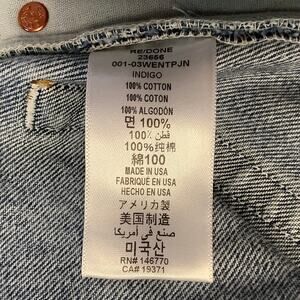 RE/DONE
23656
001-03WENTPJN
INDIGO
100% COTTON
100% COTON
100% ALGODÓN
면 100%
قطن 100٪
100%纯棉
綿100
MADE IN USA
FABRIQUÉ EN USA
HECHO EN USA
アメリカ製
美国制造
صنع في أمريكا
미국산
RN# 146770
CA# 19371